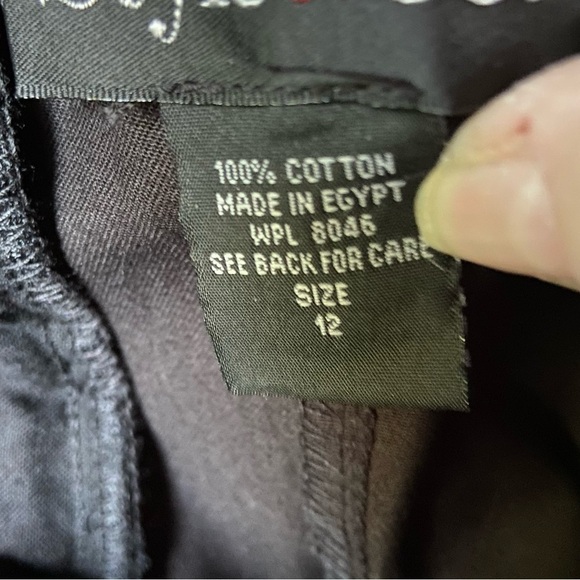 100% COTTON
MADE IN EGYPT
WPL 8046
SEE BACK FOR CARE
SIZE
12